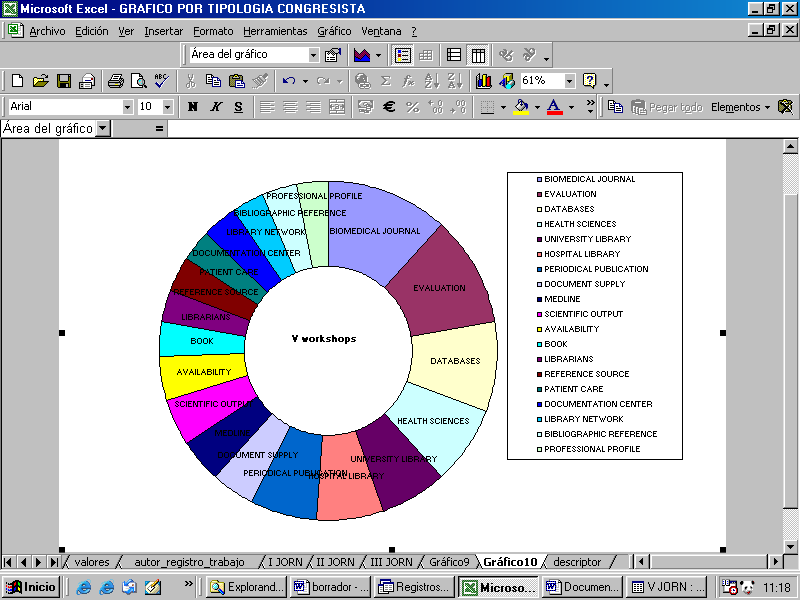 Microsoft Excel - GRAFICO POR TIPOLOGIA CONGRESISTA
Archivo Edición Ver Insertar Formato Herramientas Gráfico Ventana ?
Área del gráfico
61%
Arial 10 N K S € % Pegar todo Elementos
Área del gráfico =
PROFESSIONAL PROFILE
BIBLIOGRAPHIC REFERENCE
LIBRARY NETWORK
DOCUMENTATION CENTER
PATIENT CARE
REFERENCE SOURCE
LIBRARIANS
BOOK
AVAILABILITY
SCIENTIFIC OUTPUT
MEDLINE
DOCUMENT SUPPLY
PERIODICAL PUBLICATION
HOSPITAL LIBRARY
UNIVERSITY LIBRARY
HEALTH SCIENCES
DATABASES
EVALUATION
BIOMEDICAL JOURNAL
V workshops
BIOMEDICAL JOURNAL
EVALUATION
DATABASES
HEALTH SCIENCES
UNIVERSITY LIBRARY
HOSPITAL LIBRARY
PERIODICAL PUBLICATION
DOCUMENT SUPPLY
MEDLINE
SCIENTIFIC OUTPUT
AVAILABILITY
BOOK
LIBRARIANS
REFERENCE SOURCE
PATIENT CARE
DOCUMENTATION CENTER
LIBRARY NETWORK
BIBLIOGRAPHIC REFERENCE
PROFESSIONAL PROFILE
valores autor_registro_trabajo I JORN II JORN III JORN Gráfico9 Gráfico10 descriptor
Inicio Explorand... borrador - ... Registros... Microso... Documen... V JORN : ... 11:18